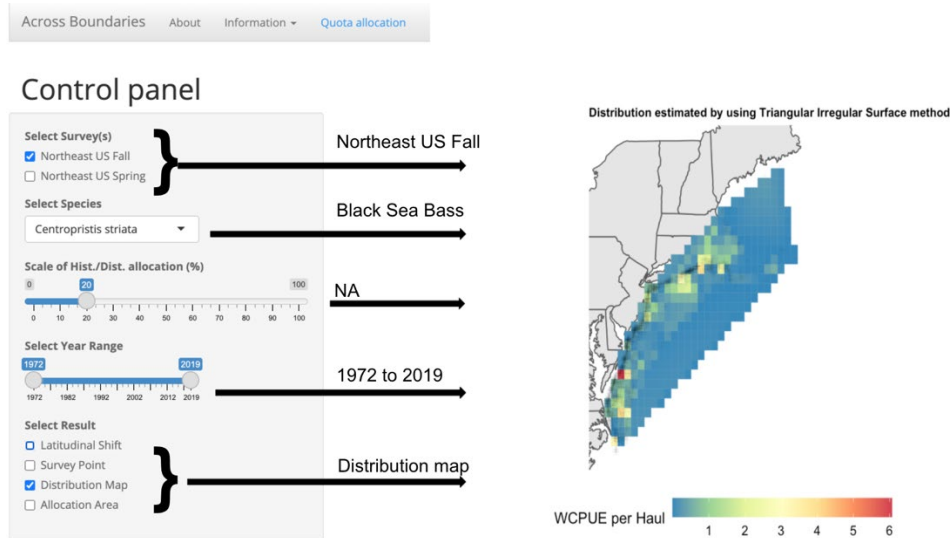 Across Boundaries About Information Quota allocation
Control panel
Select Survey(s)
Northeast US Fall
Northeast US Spring
Select Species
Centropristis striata
Scale of Hist./Dist. allocation (%)
0 20 100
0 10 20 30 40 50 60 70 80 90 100
Select Year Range
1972 2019
1972 1982 1992 2002 2012 2019
Select Result
Latitudinal Shift
Survey Point
Distribution Map
Allocation Area
Northeast US Fall
Black Sea Bass
NA
1972 to 2019
Distribution map
Distribution estimated by using Triangular Irregular Surface method
WCPUE per Haul
1 2 3 4 5 6